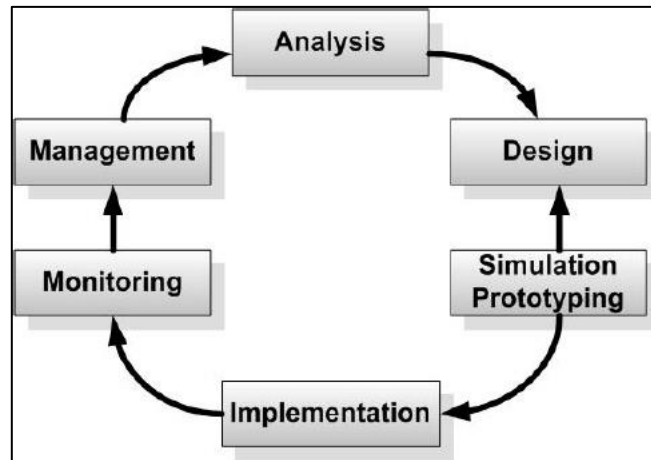 Analysis
Design
Simulation
Prototyping
Implementation
Monitoring
Management